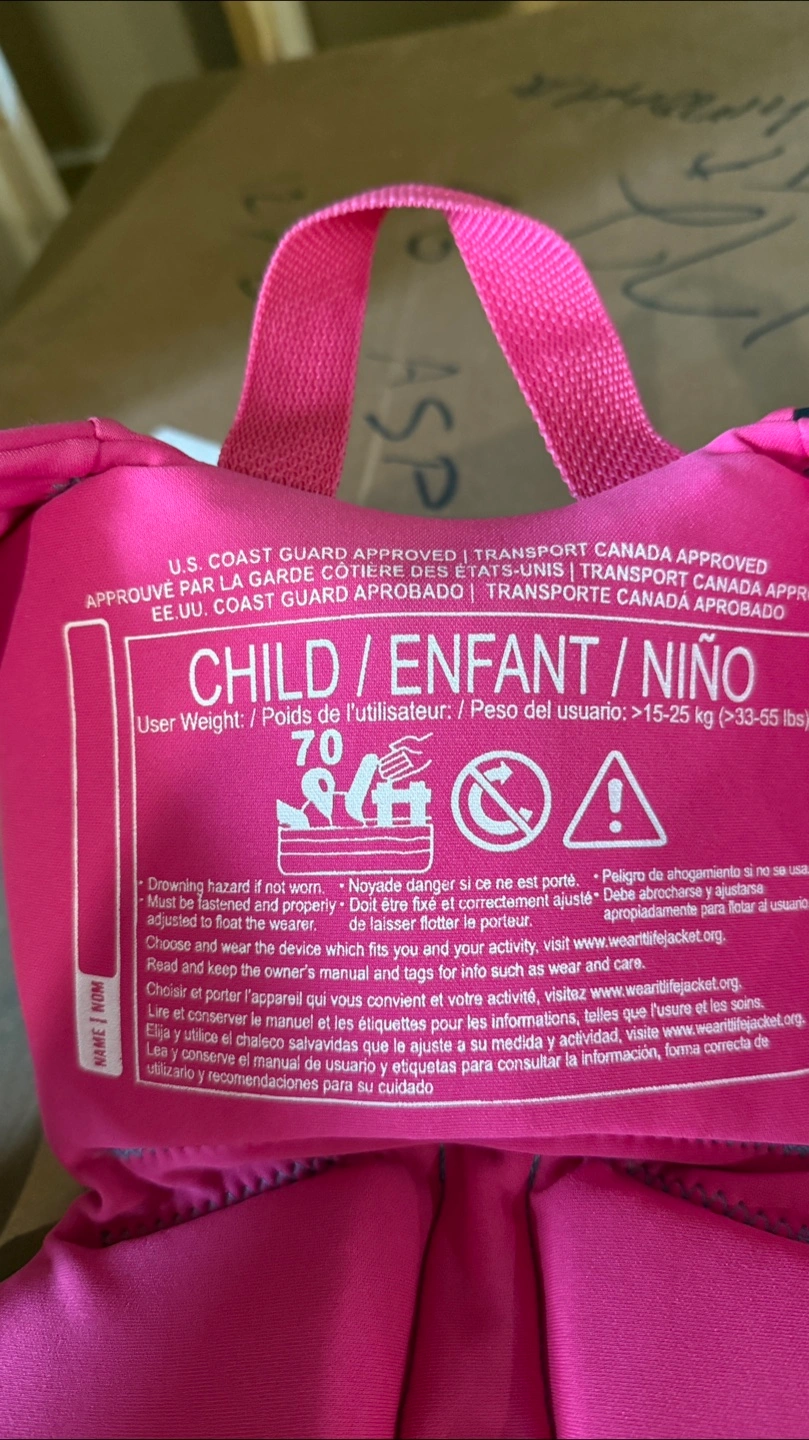 ASP
U.S. COAST GUARD APPROVED | TRANSPORT CANADA APPROVED
APPROUVÉ PAR LA GARDE CÔTIÈRE DES ÉTATS-UNIS | TRANSPORT CANADA APPR
EE.UU. COAST GUARD APROBADO | TRANSPORTE CANADÁ APROBADO
CHILD / ENFANT / NIÑO
User Weight: / Poids de l'utilisateur: / Peso del usuario: >15-25 kg (>33-55 lbs)
70
• Drowning hazard if not worn.
• Must be fastened and properly
adjusted to float the wearer.
• Noyade danger si ce ne est porté.
• Doit être fixé et correctement ajusté
de laisser flotter le porteur.
• Peligro de ahogamiento si no se usa
• Debe abrocharse y ajustarse
apropiadamente para flotar al usuario
Choose and wear the device which fits you and your activity, visit www.wearitlifejacket.org.
Read and keep the owner's manual and tags for info such as wear and care.
Choisir et porter l'appareil qui vous convient et votre activité, visitez www.wearitlifejacket.org.
Lire et conserver le manuel et les étiquettes pour les informations, telles que l'usure et les soins.
Elija y utilice el chaleco salvavidas que le ajuste a su medida y actividad, visite www.wearitlifejacket.org.
Lea y conserve el manual de usuario y etiquetas para consultar la información, forma correcta de
utilizarlo y recomendaciones para su cuidado
NAME | NOM